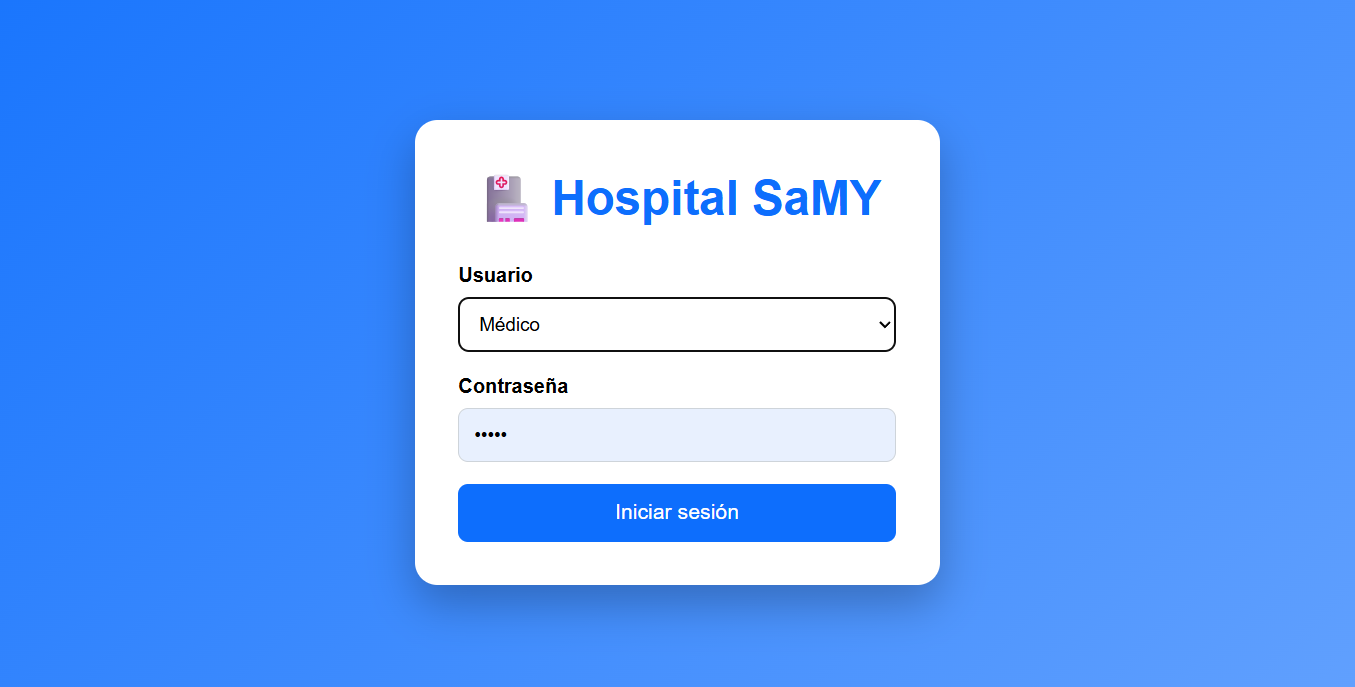 Hospital SaMY
Usuario
Médico
Contraseña
•••••
Iniciar sesión